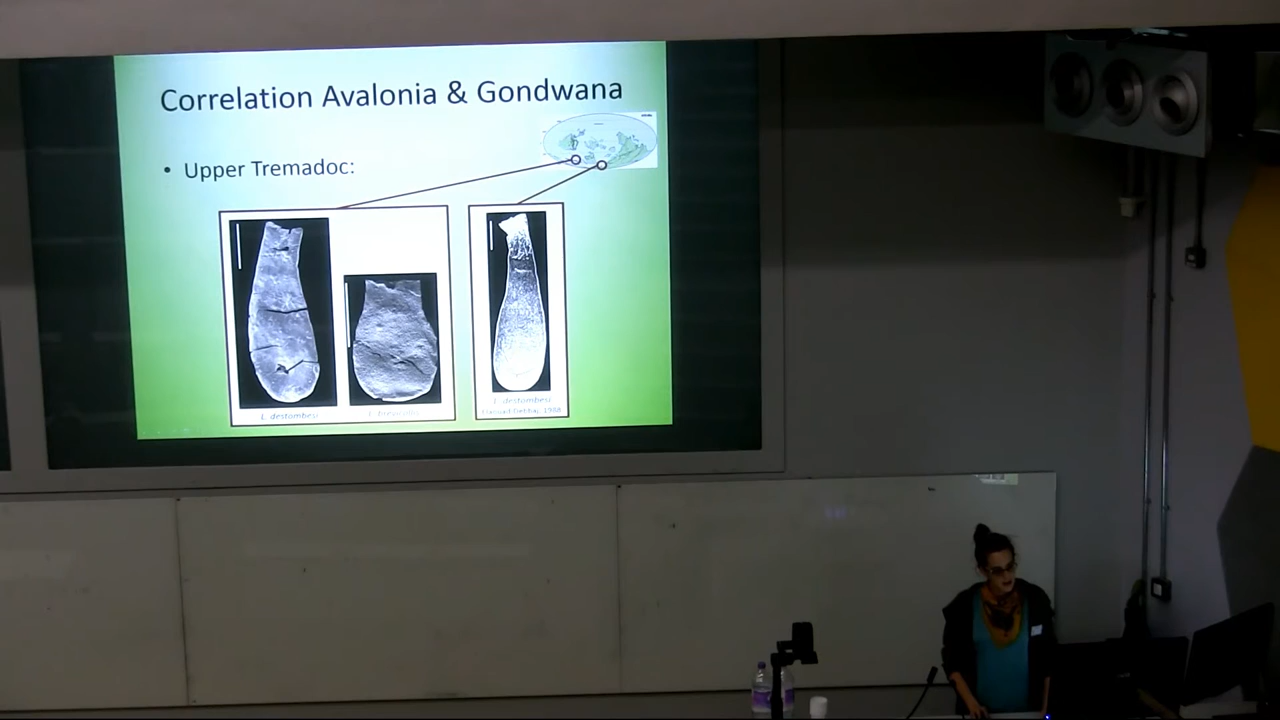 Correlation Avalonia & Gondwana
• Upper Tremadoc:
L. destombesi
L. destombesi